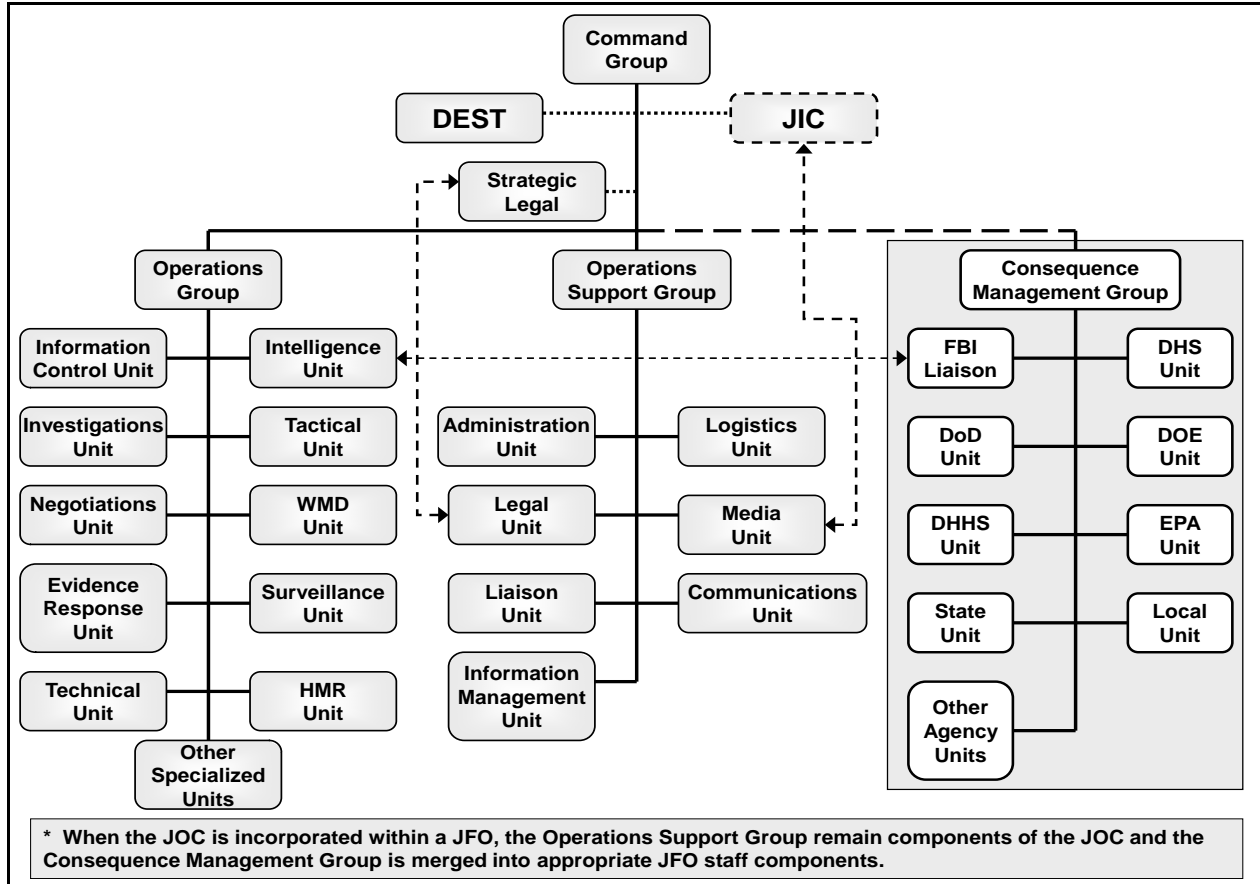 Command
Group
DEST
JIC
Strategic
Legal
Operations
Group
Operations
Support Group
Consequence
Management Group
Information
Control Unit
Intelligence
Unit
FBI
Liaison
DHS
Unit
Investigations
Unit
Tactical
Unit
Administration
Unit
Logistics
Unit
DoD
Unit
DOE
Unit
Negotiations
Unit
WMD
Unit
Legal
Unit
Media
Unit
DHHS
Unit
EPA
Unit
Evidence
Response
Unit
Surveillance
Unit
Liaison
Unit
Communications
Unit
State
Unit
Local
Unit
Technical
Unit
HMR
Unit
Information
Management
Unit
Other
Agency
Units
Other
Specialized
Units
* When the JOC is incorporated within a JFO, the Operations Support Group remain components of the JOC and the
Consequence Management Group is merged into appropriate JFO staff components.